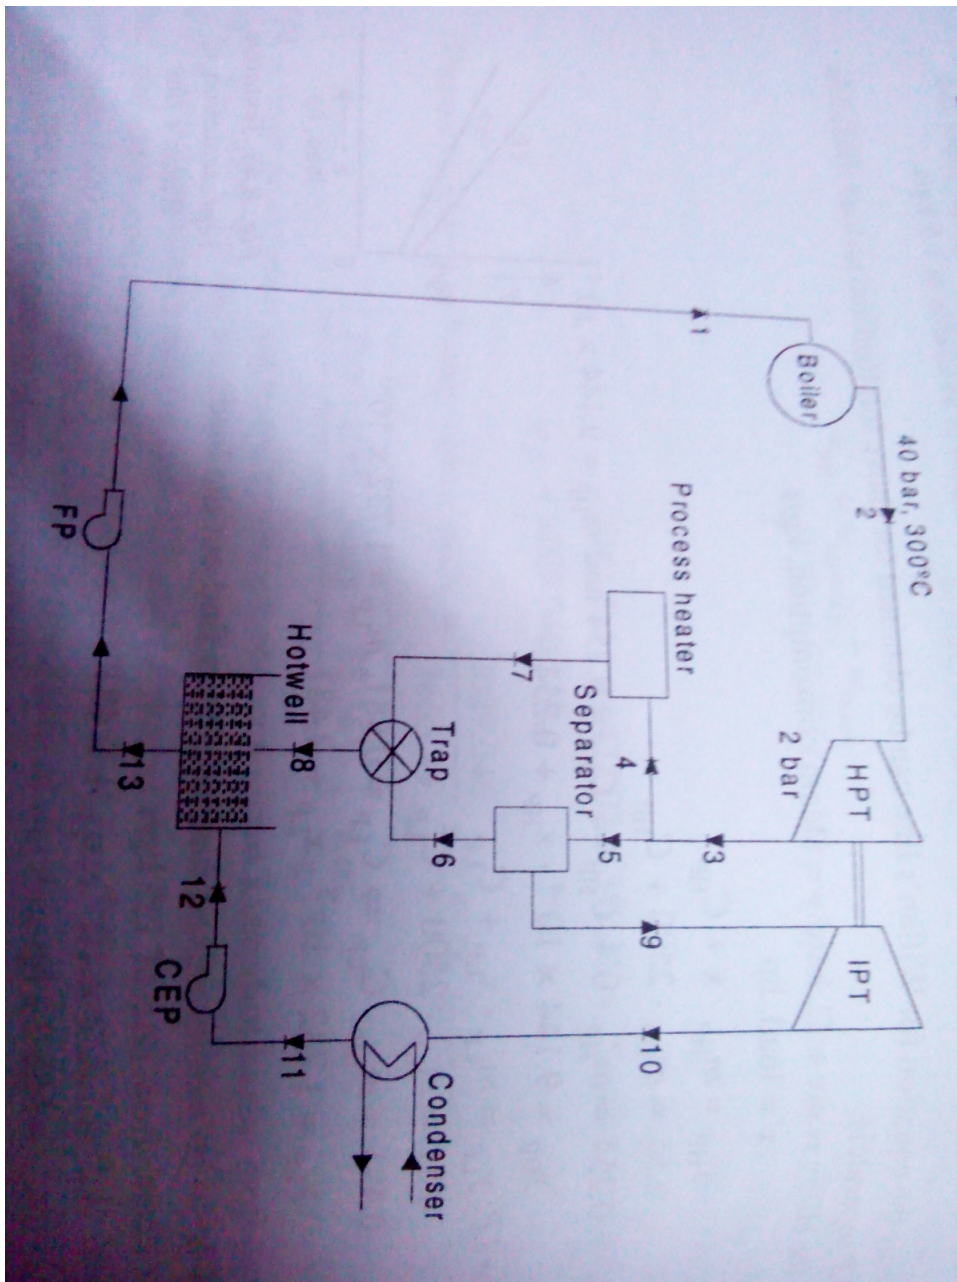 40 bar, 300°C
2
HPT
IPT
Boiler
1
2 bar
3
9
10
Process heater
4
5
Separator
7
6
Trap
Condenser
8
11
Hotwell
12
CEP
13
FP